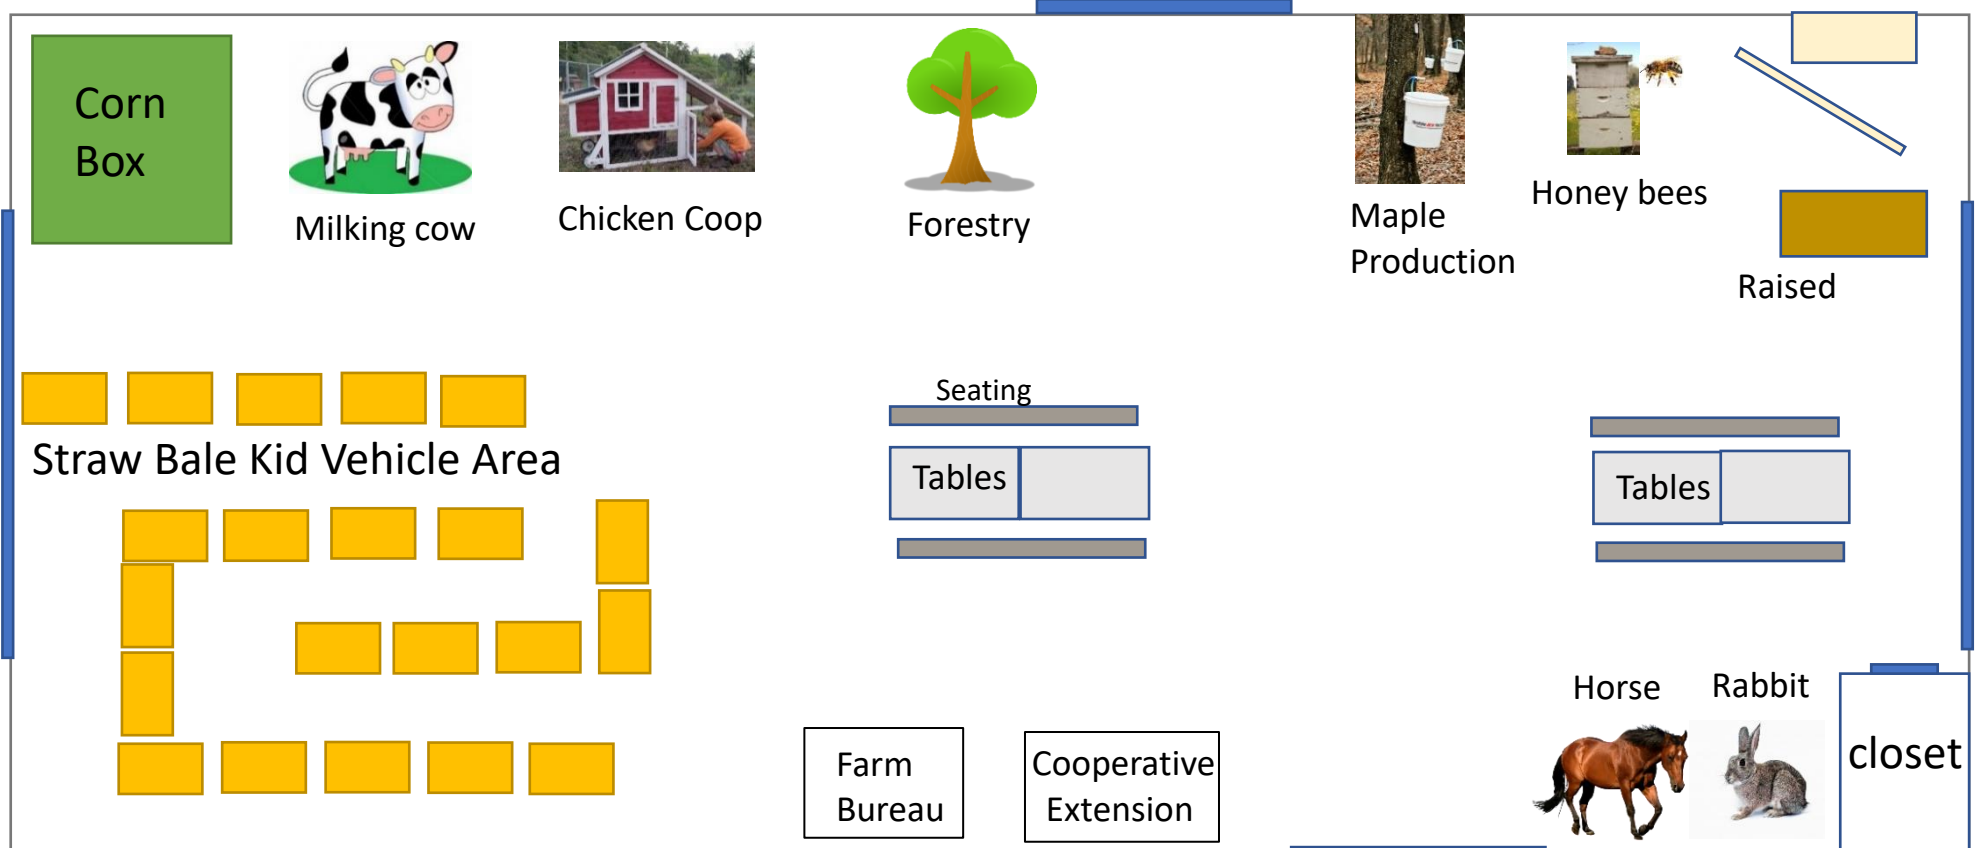 Corn
Box
Milking cow
Chicken Coop
Forestry
Maple
Production
Honey bees
Raised
Seating
Straw Bale Kid Vehicle Area
Tables
Tables
Horse
Rabbit
Farm
Bureau
Cooperative
Extension
closet